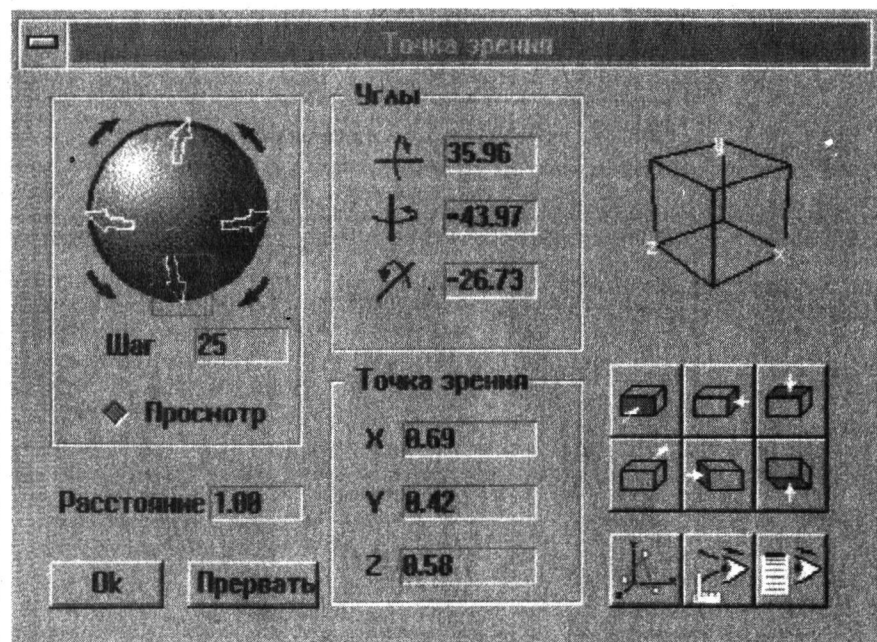 Точка зрения
Углы
35.96
-43.97
-26.73
y
z
x
Шаг 25
Просмотр
Точка зрения
X 0.69
Y 0.42
Z 0.58
Расстояние 1.00
Ok
Прервать